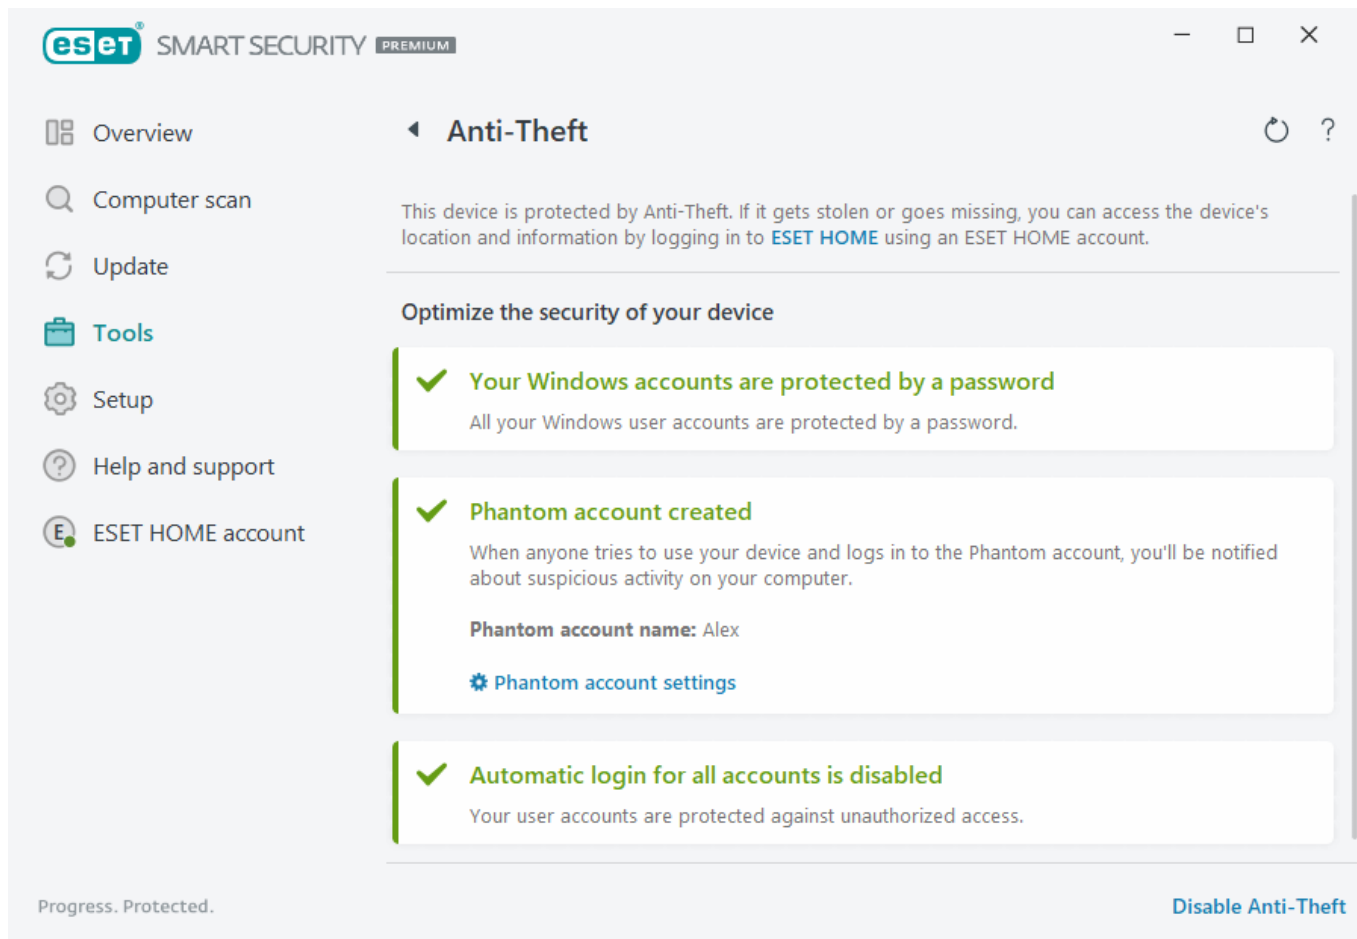 eset® SMART SECURITY PREMIUM
Overview
Computer scan
Update
Tools
Setup
Help and support
E ESET HOME account
Anti-Theft
?
This device is protected by Anti-Theft. If it gets stolen or goes missing, you can access the device's
location and information by logging in to ESET HOME using an ESET HOME account.
Optimize the security of your device
Your Windows accounts are protected by a password
All your Windows user accounts are protected by a password.
Phantom account created
When anyone tries to use your device and logs in to the Phantom account, you'll be notified
about suspicious activity on your computer.
Phantom account name: Alex
Phantom account settings
Automatic login for all accounts is disabled
Your user accounts are protected against unauthorized access.
Progress. Protected.
Disable Anti-Theft